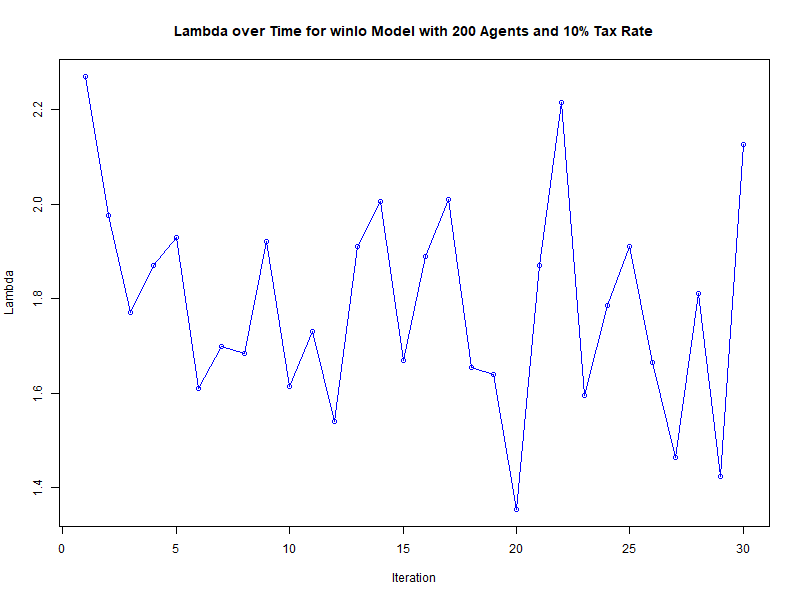 Lambda over Time for winlo Model with 200 Agents and 10% Tax Rate
Lambda
2.2
2.0
1.8
1.6
1.4
0 5 10 15 20 25 30
Iteration